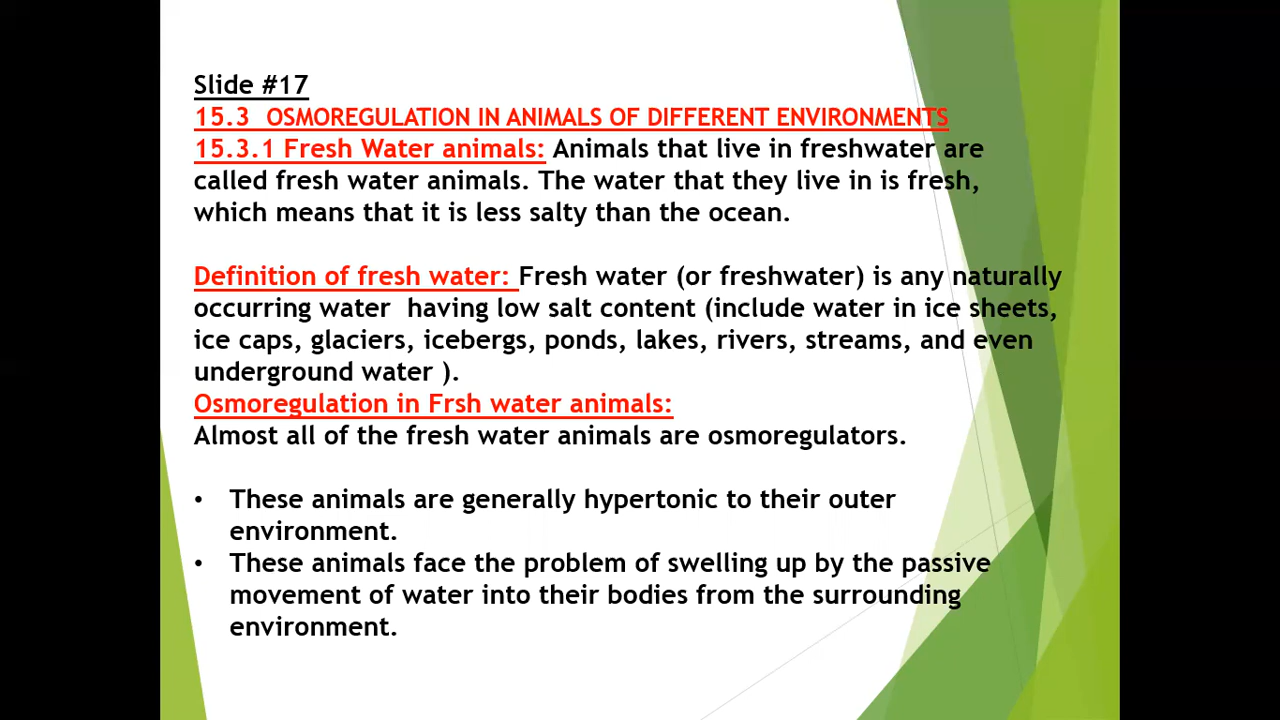 Slide #17
15.3  OSMOREGULATION IN ANIMALS OF DIFFERENT ENVIRONMENTS
15.3.1 Fresh Water animals: Animals that live in freshwater are
called fresh water animals. The water that they live in is fresh,
which means that it is less salty than the ocean.
Definition of fresh water: Fresh water (or freshwater) is any naturally
occurring water  having low salt content (include water in ice sheets,
ice caps, glaciers, icebergs, ponds, lakes, rivers, streams, and even
underground water ).
Osmoregulation in Frsh water animals:
Almost all of the fresh water animals are osmoregulators.
• These animals are generally hypertonic to their outer
environment.
• These animals face the problem of swelling up by the passive
movement of water into their bodies from the surrounding
environment.